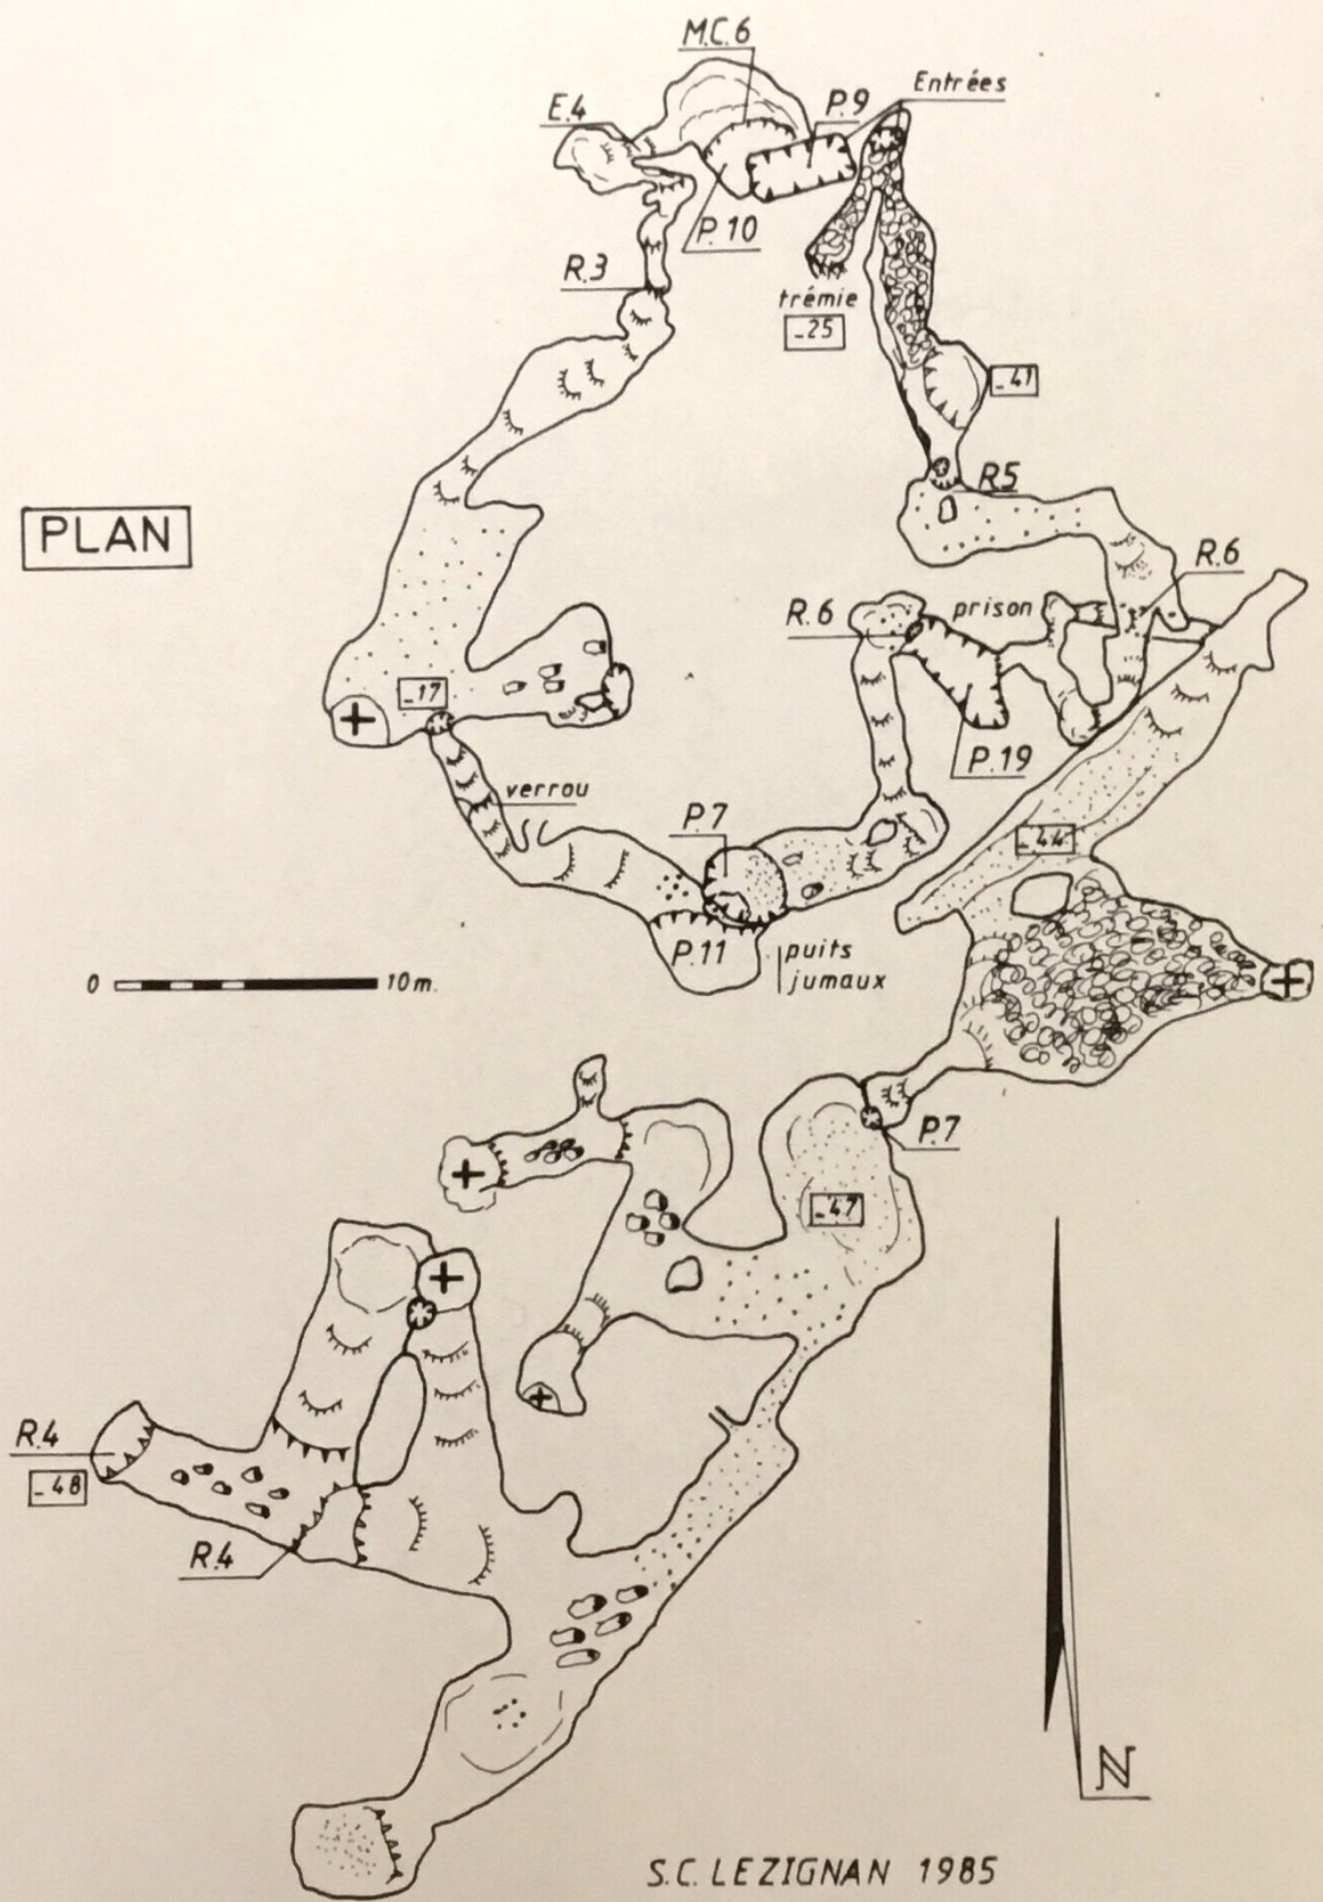 M.C.6
Entrées
E.4
P.9
P.10
R.3
trémie
-25
-41
R5
PLAN
R.6
R.6
prison
-17
P.19
verrou
P.7
-44
P.11
puits
jumaux
0 10 m.
P.7
-47
R.4
-48
R.4
N
S.C. LEZIGNAN 1985